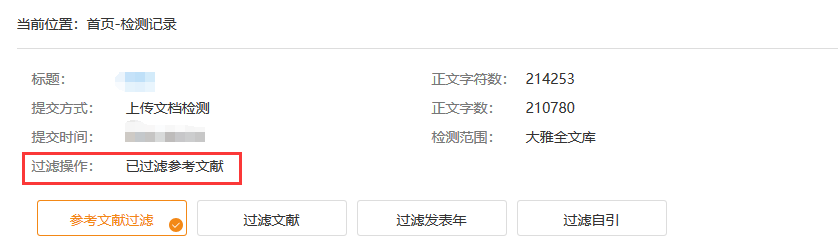 当前位置：首页-检测记录
标题：
正文字符数：214253
提交方式：上传文档检测
正文字数：210780
提交时间：
检测范围：大雅全文库
过滤操作：已过滤参考文献
参考文献过滤
过滤文献
过滤发表年
过滤自引